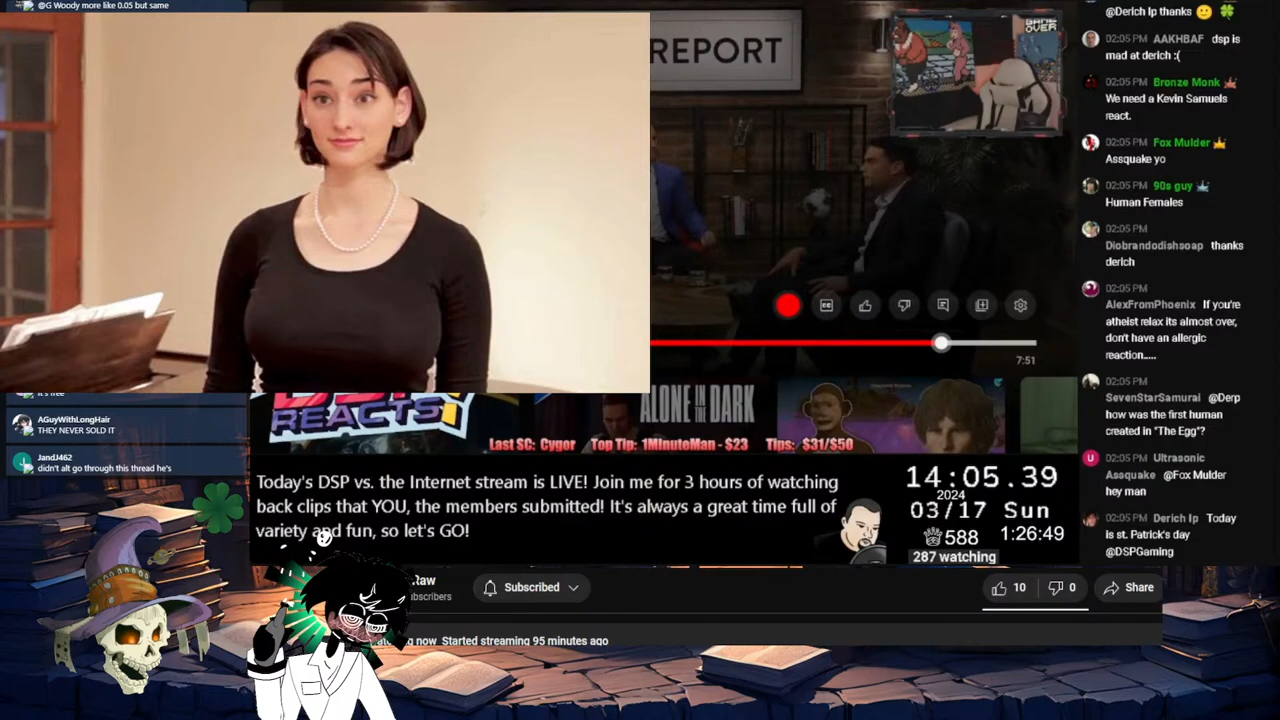 @G Woody more like 0.05 but same
REPORT
GAME
OVER
7:51
@Derich Ip thanks 🙂 🍀
02:05 PM AAKHBAF dsp is
mad at derich :(
02:05 PM Bronze Monk
We need a Kevin Samuels
react.
02:05 PM Fox Mulder
Assquake yo
02:05 PM 90s guy
Human Females
02:05 PM
Diobrandodishsoap thanks
derich
02:05 PM
AlexFromPhoenix If you're
atheist relax its almost over,
don't have an allergic
reaction.....
02:05 PM
SevenStarSamurai @Derp
how was the first human
created in "The Egg"?
02:05 PM Ultrasonic
Assquake @Fox Mulder
hey man
02:05 PM Derich Ip Today
is st. Patrick's day
@DSPGaming
it's free
AGuyWithLongHair
THEY NEVER SOLD IT
JandJ462
didn't alt go through this thread he's
REACTS
ALONE IN THE DARK
Last SC: Cygor Top Tip: 1MinuteMan - $23 Tips: $31/$50
Today's DSP vs. the Internet stream is LIVE! Join me for 3 hours of watching
back clips that YOU, the members submitted! It's always a great time full of
variety and fun, so let's GO!
14:05.39
2024
03/17 Sun
588 1:26:49
287 watching
Raw
Subscribed
10 0 Share
now Started streaming 95 minutes ago